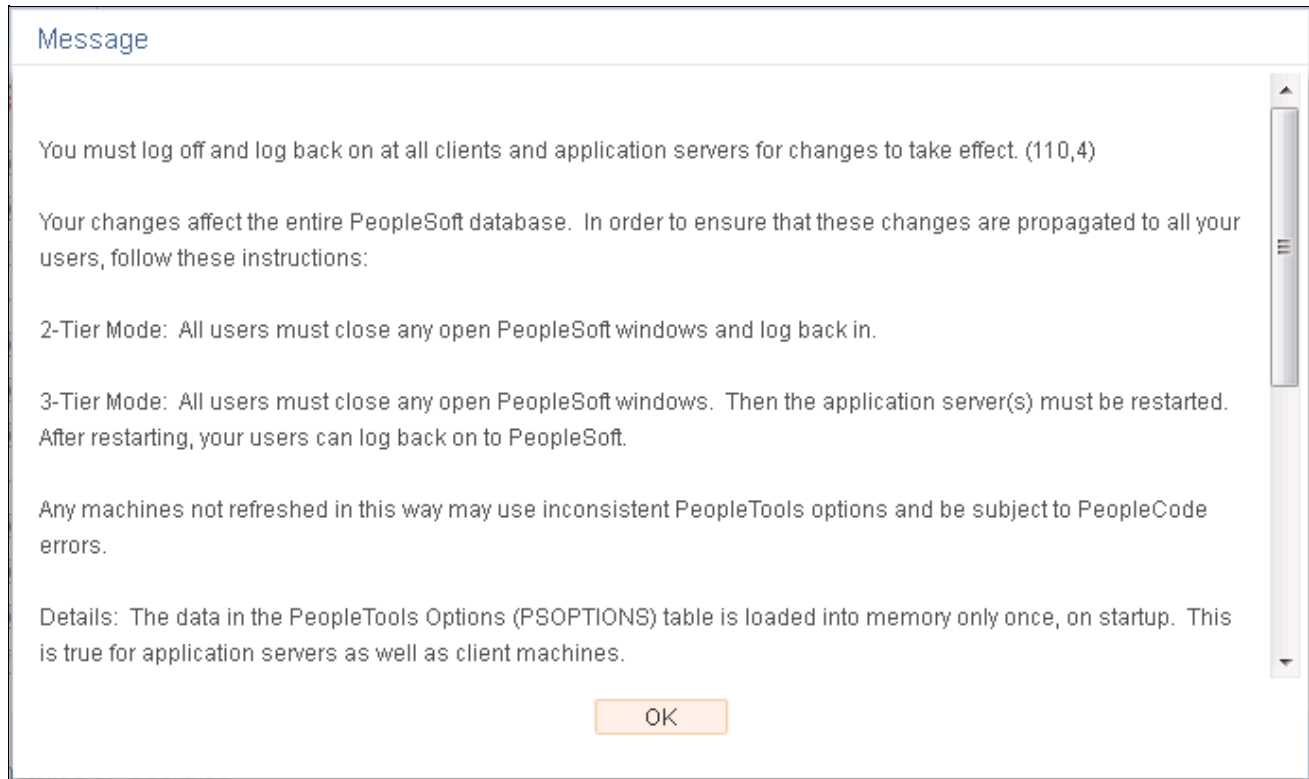 Message
You must log off and log back on at all clients and application servers for changes to take effect. (110,4)
Your changes affect the entire PeopleSoft database.  In order to ensure that these changes are propagated to all your
users, follow these instructions:
2-Tier Mode:  All users must close any open PeopleSoft windows and log back in.
3-Tier Mode:  All users must close any open PeopleSoft windows.  Then the application server(s) must be restarted.
After restarting, your users can log back on to PeopleSoft.
Any machines not refreshed in this way may use inconsistent PeopleTools options and be subject to PeopleCode
errors.
Details:  The data in the PeopleTools Options (PSOPTIONS) table is loaded into memory only once, on startup.  This
is true for application servers as well as client machines.
OK